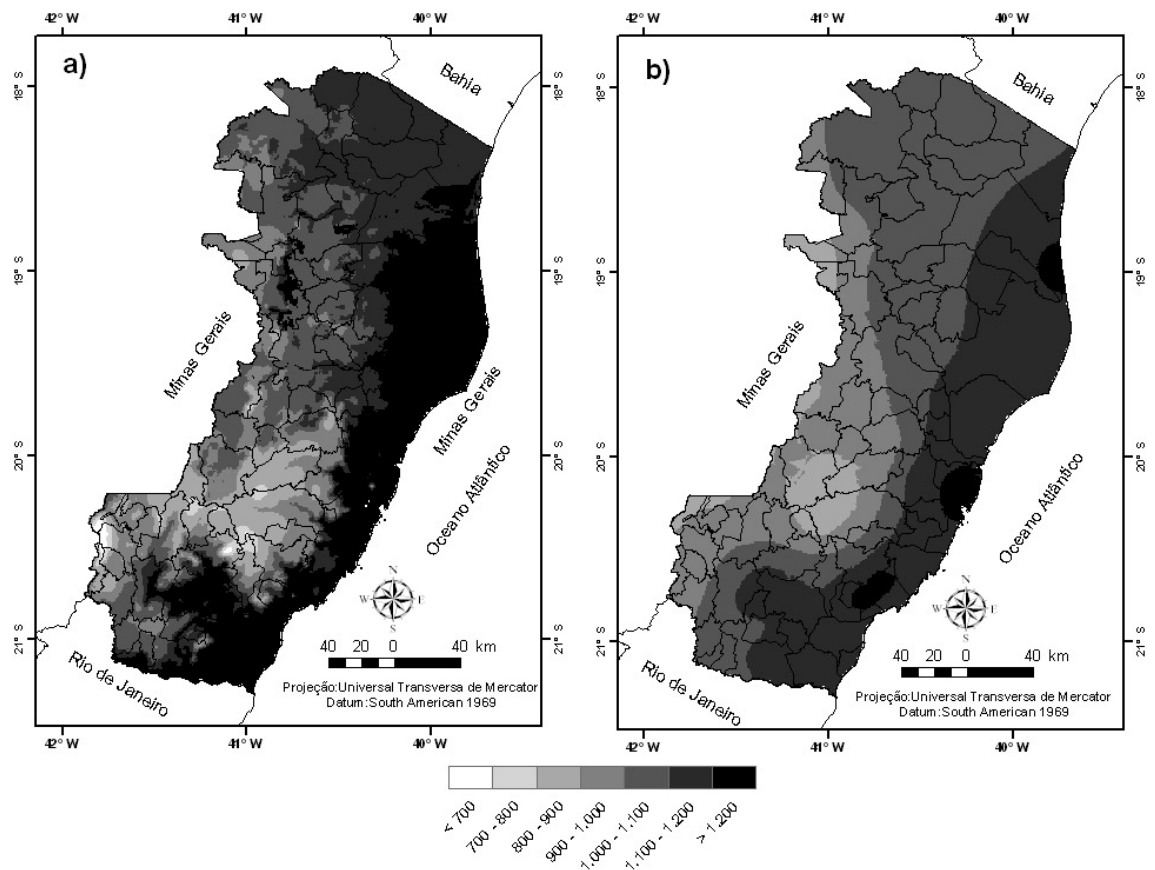 42° W 41° W 40° W
42° W 41° W 40° W
a)
Bahia
18° S
19° S
20° S
21° S
Minas Gerais
Minas Gerais
Oceano Atlântico
Rio de Janeiro
N
W E
S
40 20 0 40 km
Projeção:Universal Transversa de Mercator
Datum:South American 1969
42° W 41° W 40° W
b)
Bahia
18° S
19° S
20° S
21° S
18° S
19° S
20° S
21° S
Minas Gerais
Oceano Atlântico
Rio de Janeiro
N
W E
S
40 20 0 40 km
Projeção:Universal Transversa de Mercator
Datum:South American 1969
42° W 41° W 40° W
< 700
700 - 800
800 - 900
900 - 1.000
1.000 - 1.100
1.100 - 1.200
> 1.200